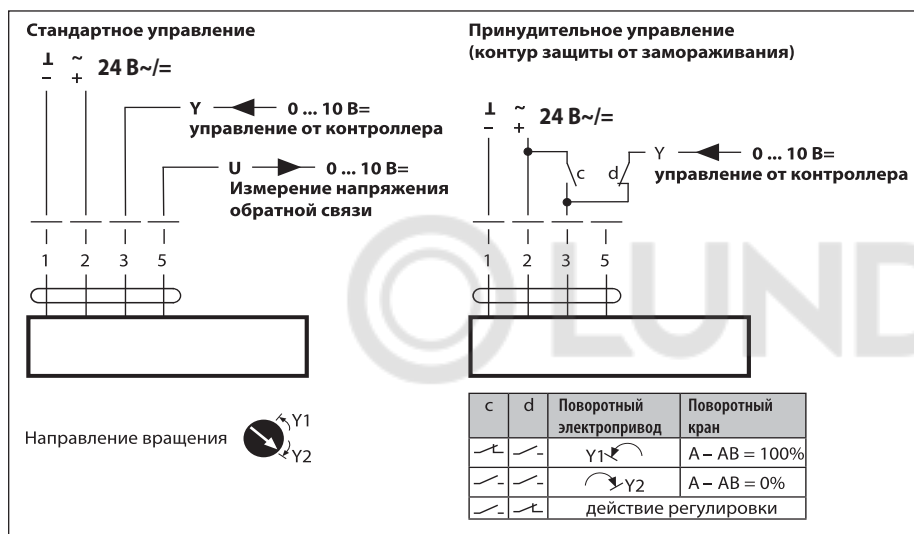 Стандартное управление
⊥ ~ 24 В~/=
− +
Y 0 ... 10 В=
управление от контроллера
U 0 ... 10 В=
Измерение напряжения
обратной связи
1 2 3 5
Направление вращения
Y1
Y2
Принудительное управление
(контур защиты от замораживания)
⊥ ~ 24 В~/=
− +
c d Y 0 ... 10 В=
управление от контроллера
1 2 3 5
LUND
c d Поворотный электропривод Поворотный кран
Y1 A – AB = 100%
Y2 A – AB = 0%
действие регулировки